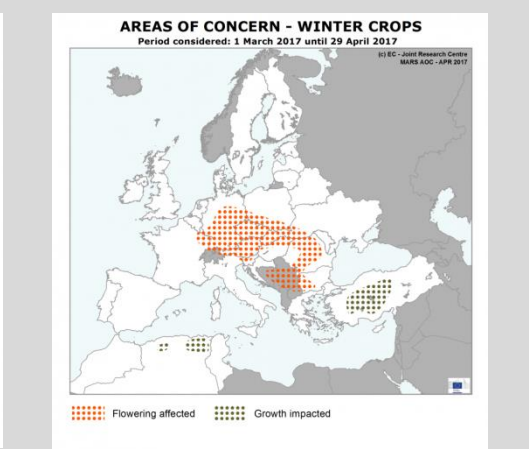 AREAS OF CONCERN - WINTER CROPS
Period considered: 1 March 2017 until 29 April 2017
(c) EC - Joint Research Centre
MARS AOC - APR 2017
Flowering affected
Growth impacted